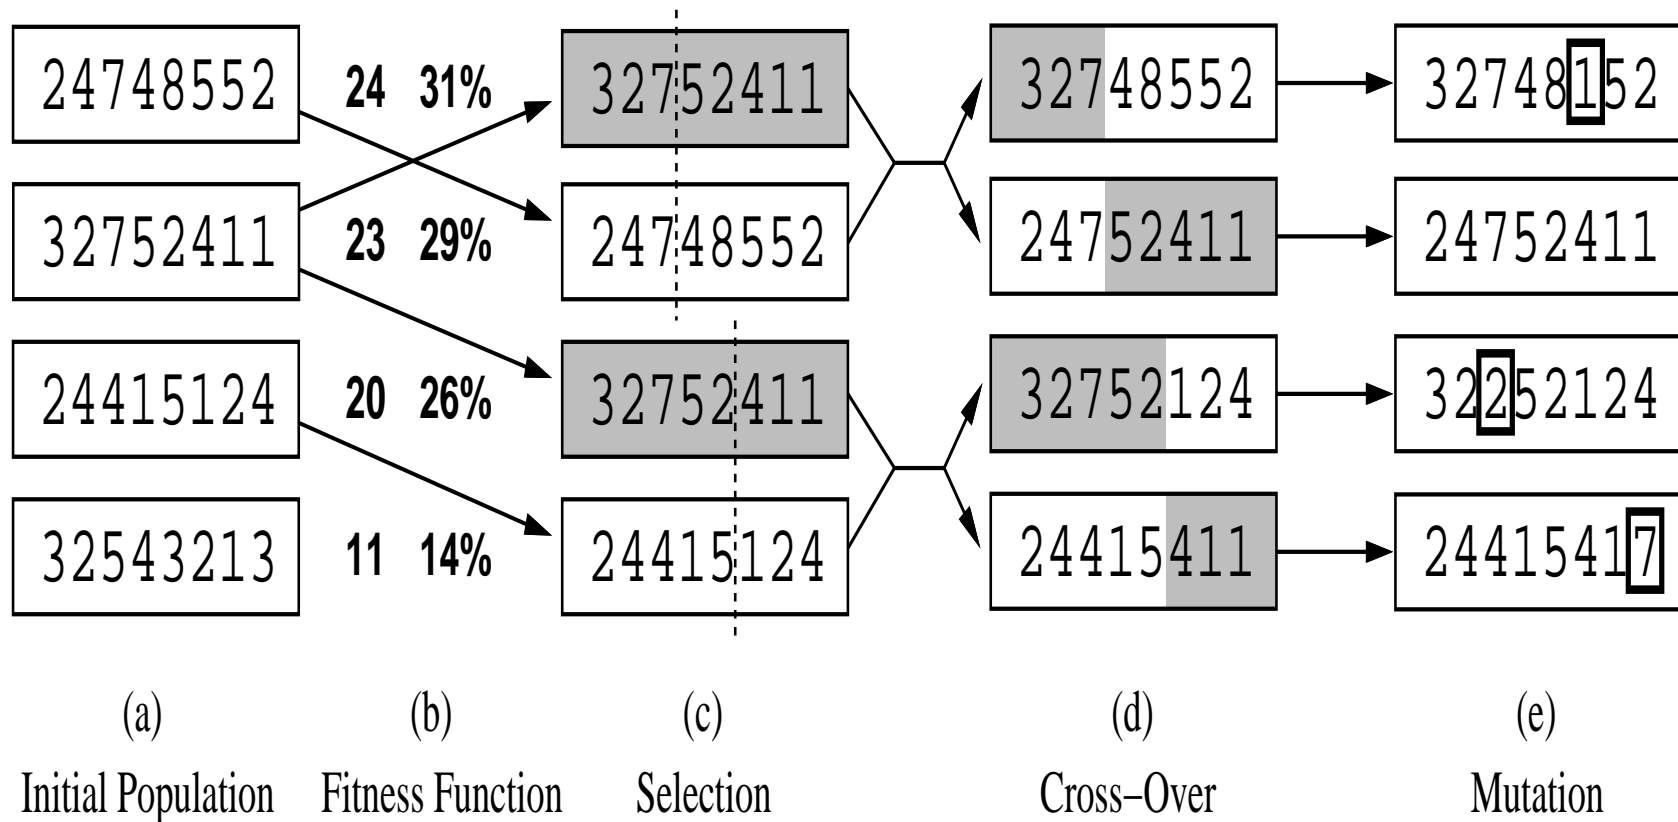 24748552 24 31% 32752411 32748552 32748152
32752411 23 29% 24748552 24752411 24752411
24415124 20 26% 32752411 32752124 32252124
32543213 11 14% 24415124 24415411 24415417
(a) (b) (c) (d) (e)
Initial Population Fitness Function Selection Cross−Over Mutation